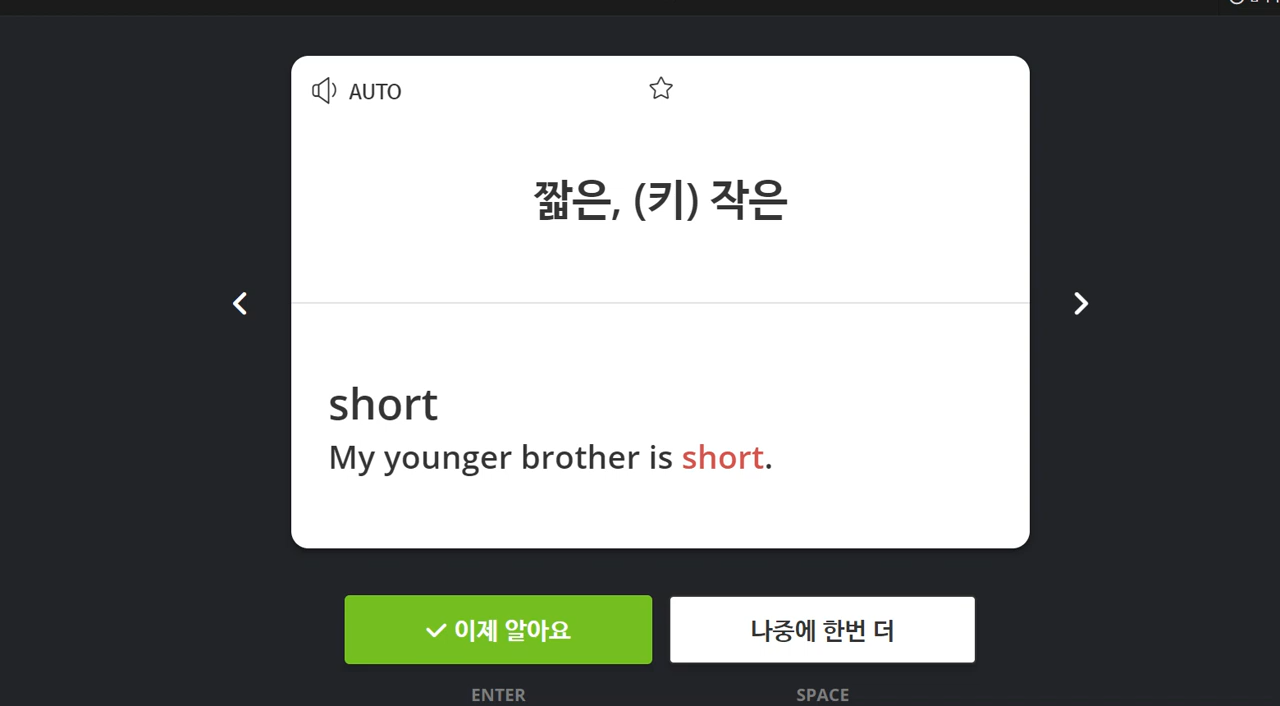 AUTO
짧은, (키) 작은
short
My younger brother is short.
이제 알아요
나중에 한번 더
ENTER
SPACE